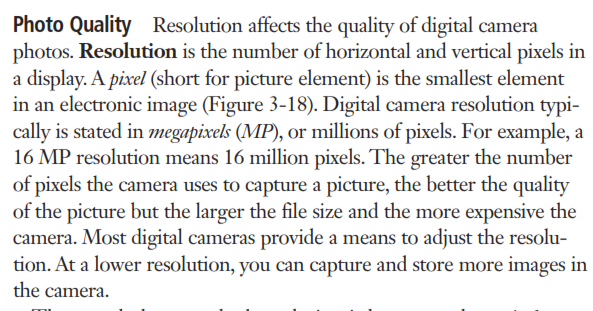 Photo Quality Resolution affects the quality of digital camera
photos. Resolution is the number of horizontal and vertical pixels in
a display. A pixel (short for picture element) is the smallest element
in an electronic image (Figure 3-18). Digital camera resolution typi-
cally is stated in megapixels (MP), or millions of pixels. For example, a
16 MP resolution means 16 million pixels. The greater the number
of pixels the camera uses to capture a picture, the better the quality
of the picture but the larger the file size and the more expensive the
camera. Most digital cameras provide a means to adjust the resolu-
tion. At a lower resolution, you can capture and store more images in
the camera.